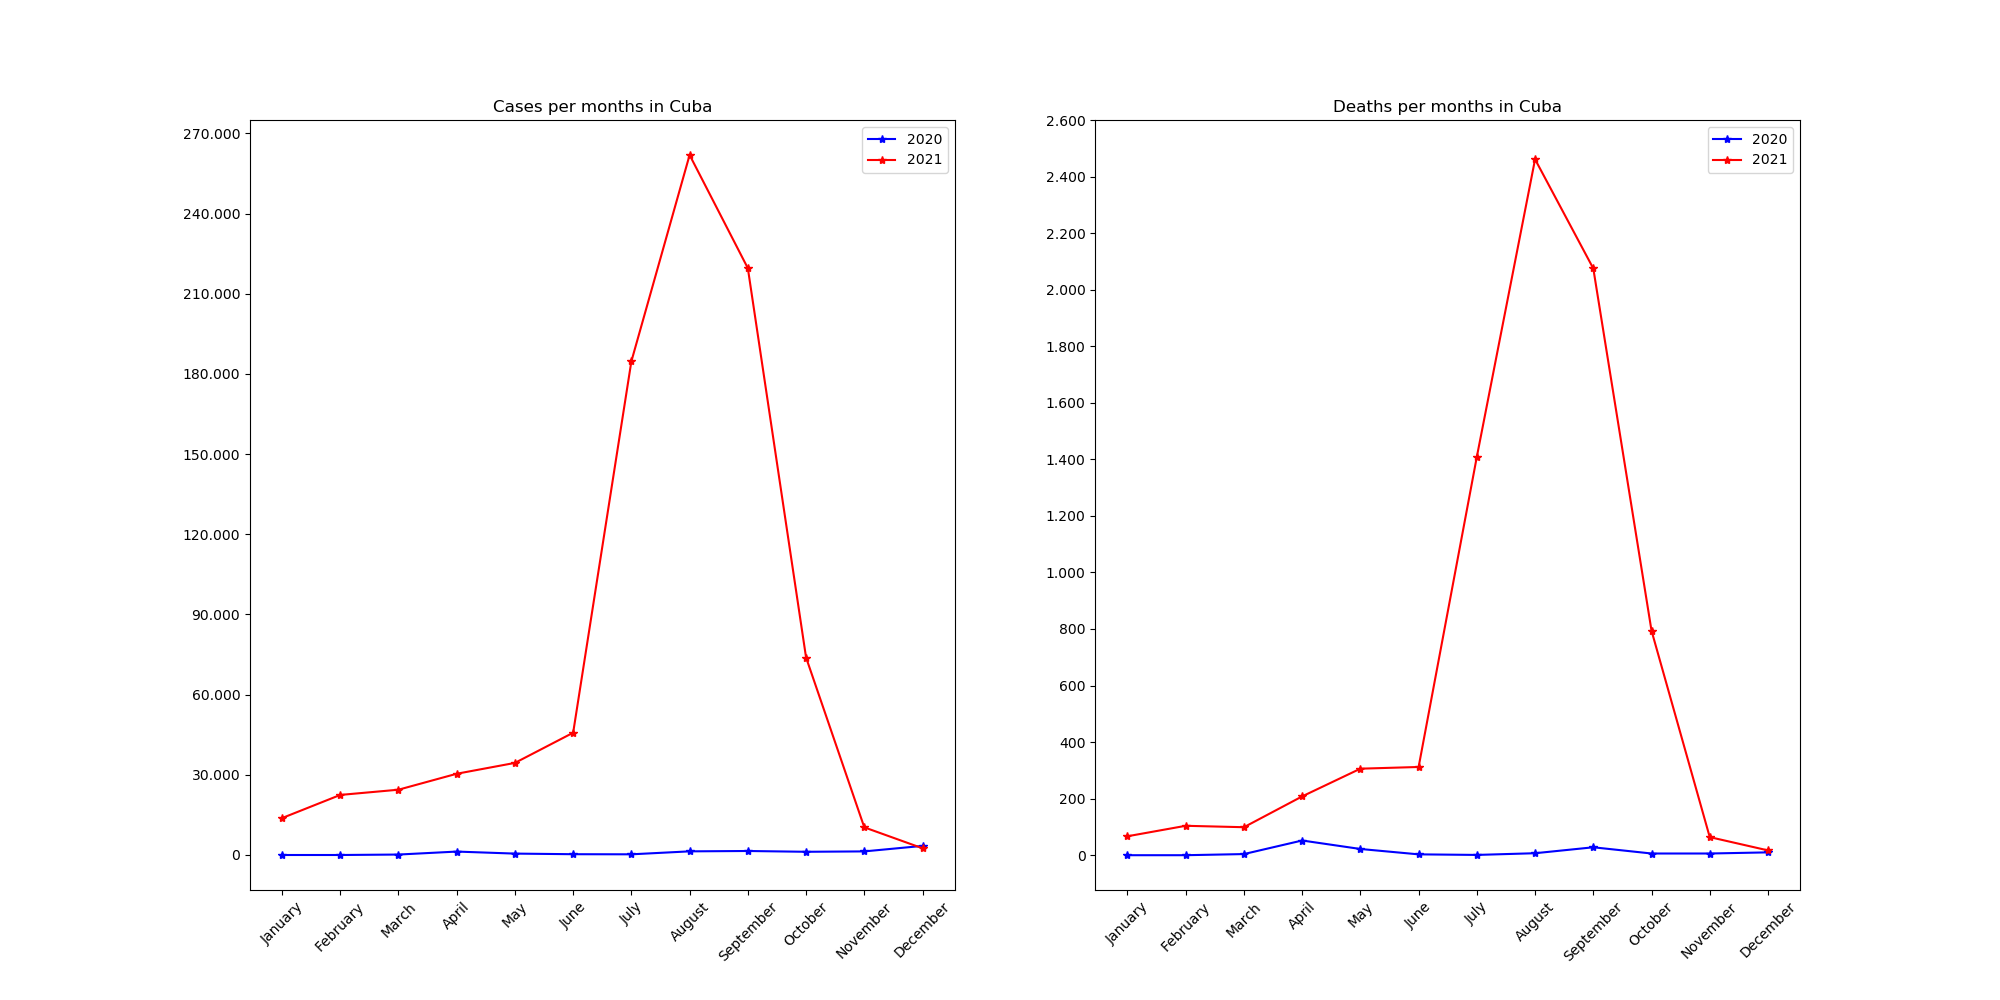 Cases per months in Cuba
270.000
240.000
210.000
180.000
150.000
120.000
90.000
60.000
30.000
0
2020
2021
January
February
March
April
May
June
July
August
September
October
November
December
Deaths per months in Cuba
2.600
2.400
2.200
2.000
1.800
1.600
1.400
1.200
1.000
800
600
400
200
0
2020
2021
January
February
March
April
May
June
July
August
September
October
November
December